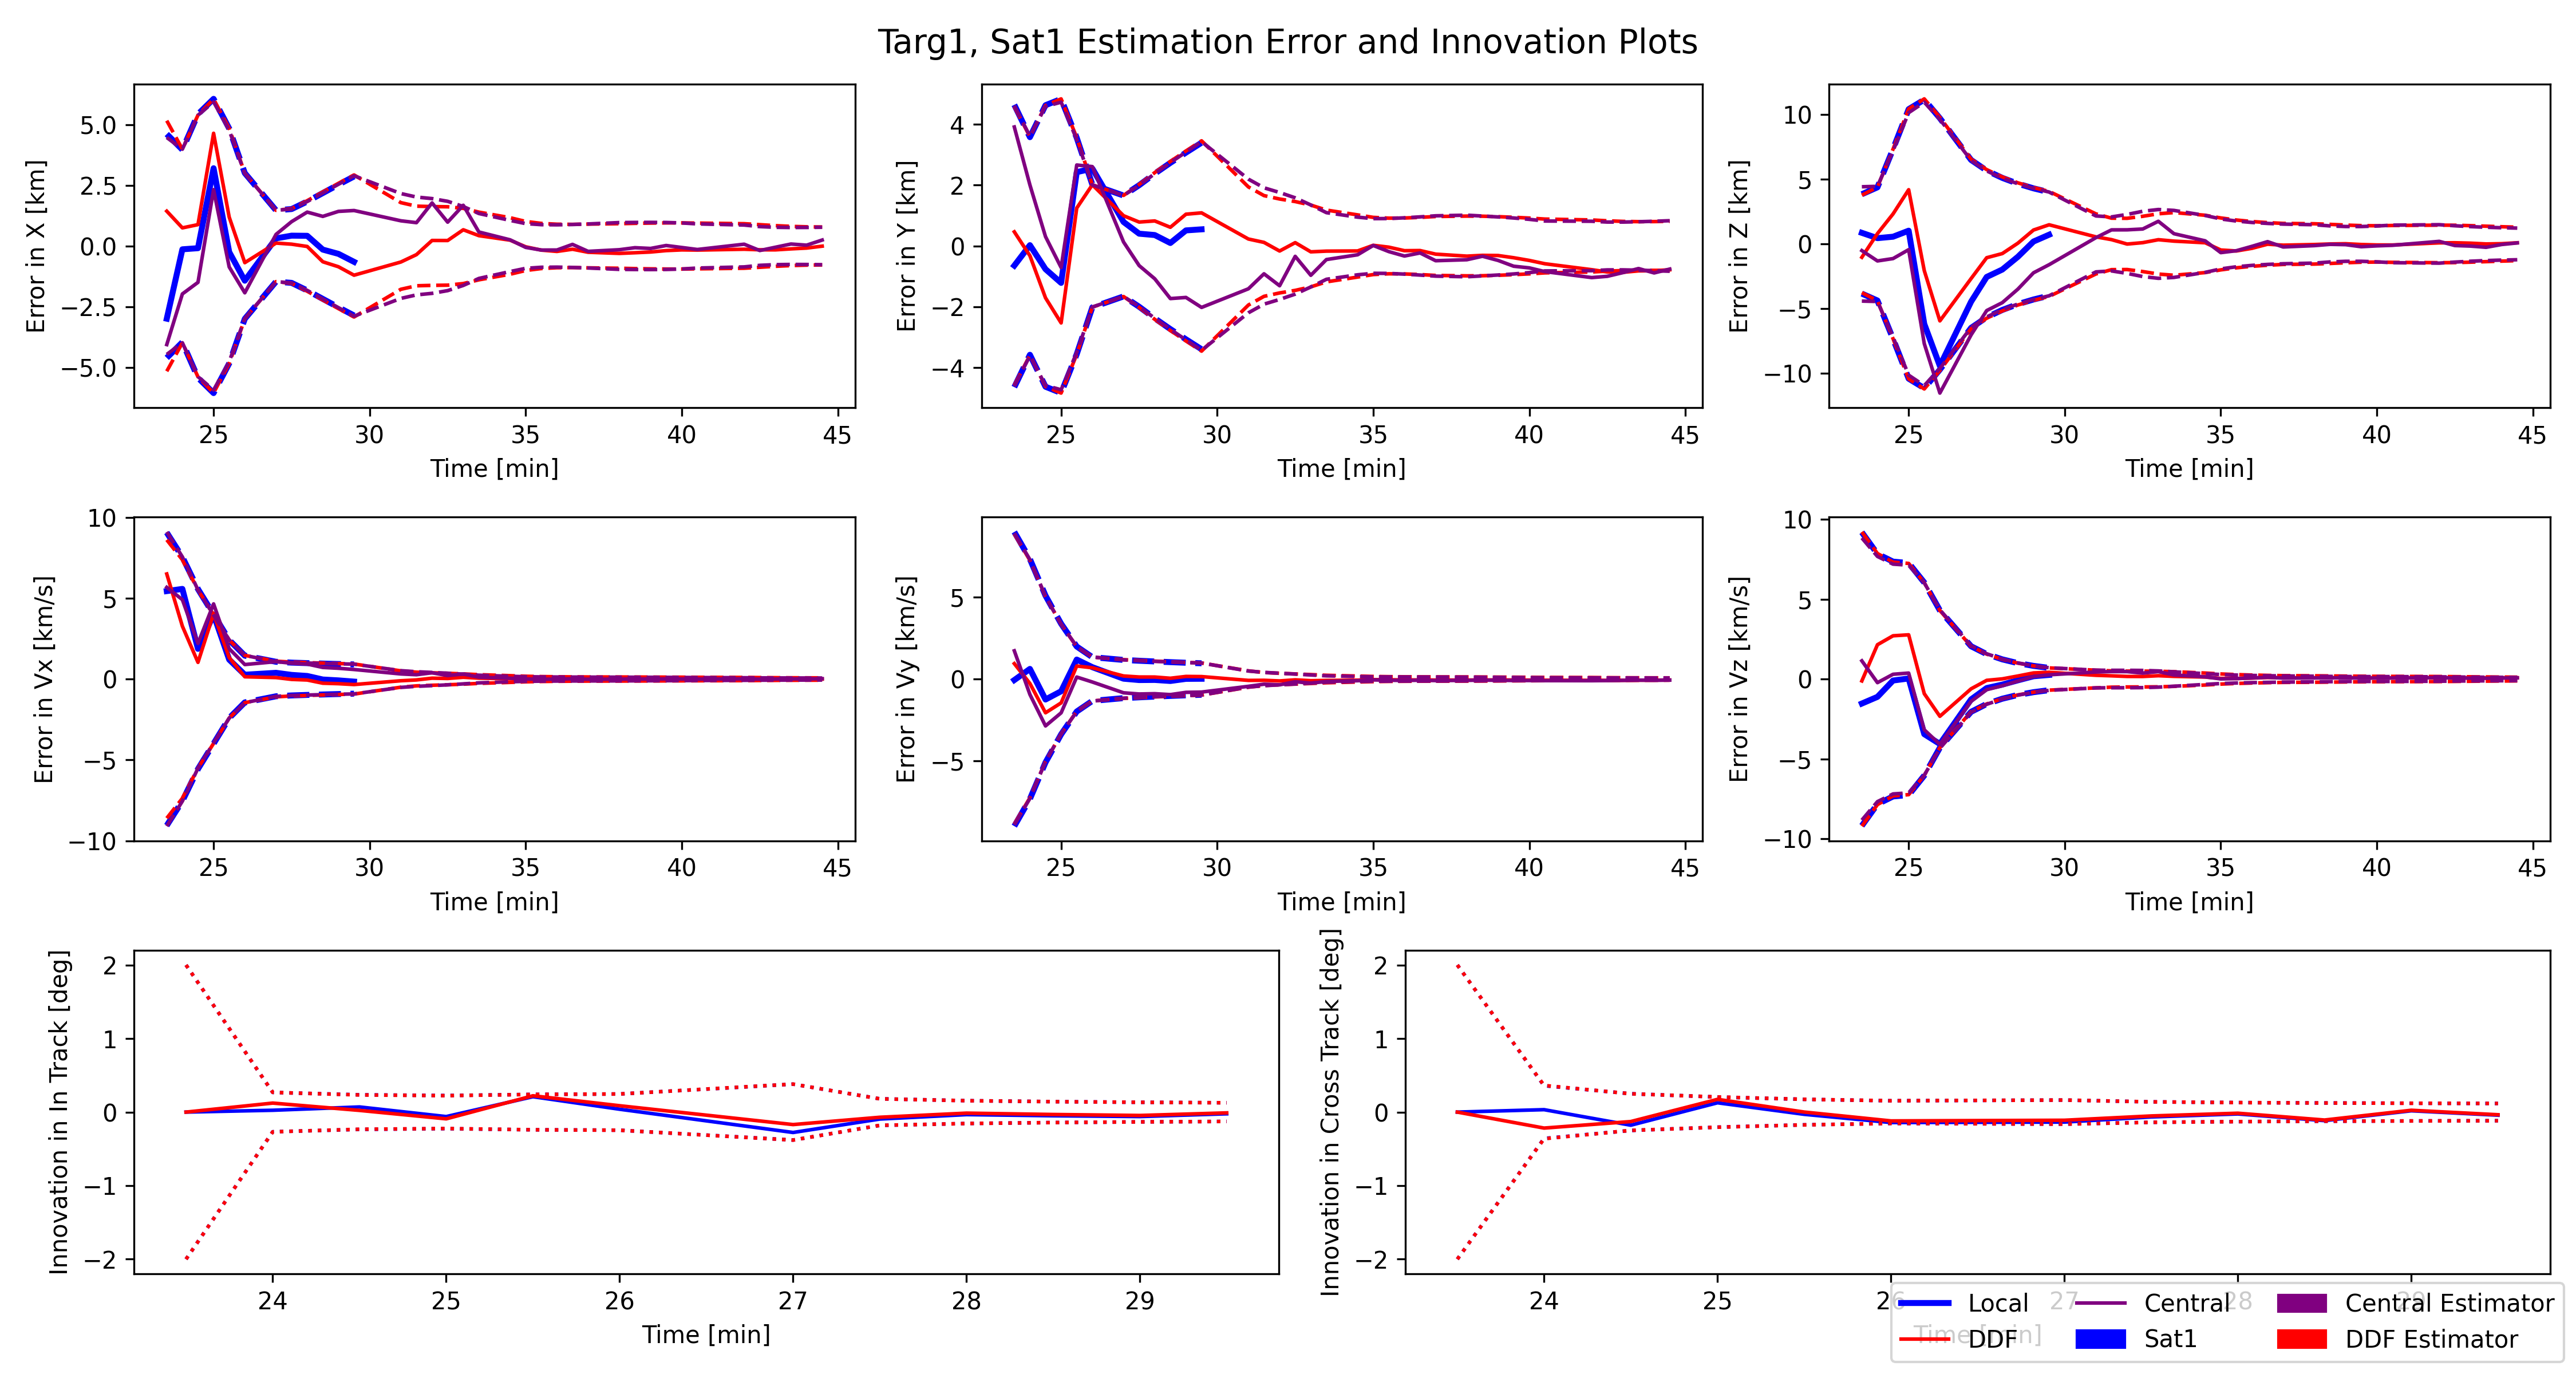 Targ1, Sat1 Estimation Error and Innovation Plots
Error in X [km]
5.0
2.5
0.0
−2.5
−5.0
25 30 35 40 45
Time [min]
Error in Y [km]
4
2
0
−2
−4
25 30 35 40 45
Time [min]
Error in Z [km]
10
5
0
−5
−10
25 30 35 40 45
Time [min]
Error in Vx [km/s]
10
5
0
−5
−10
25 30 35 40 45
Time [min]
Error in Vy [km/s]
5
0
−5
25 30 35 40 45
Time [min]
Error in Vz [km/s]
10
5
0
−5
−10
25 30 35 40 45
Time [min]
Innovation in In Track [deg]
2
1
0
−1
−2
24 25 26 27 28 29
Time [min]
Innovation in Cross Track [deg]
2
1
0
−1
−2
24 25 26 27 28 29
Time [min]
Local Central Central Estimator
DDF Sat1 DDF Estimator